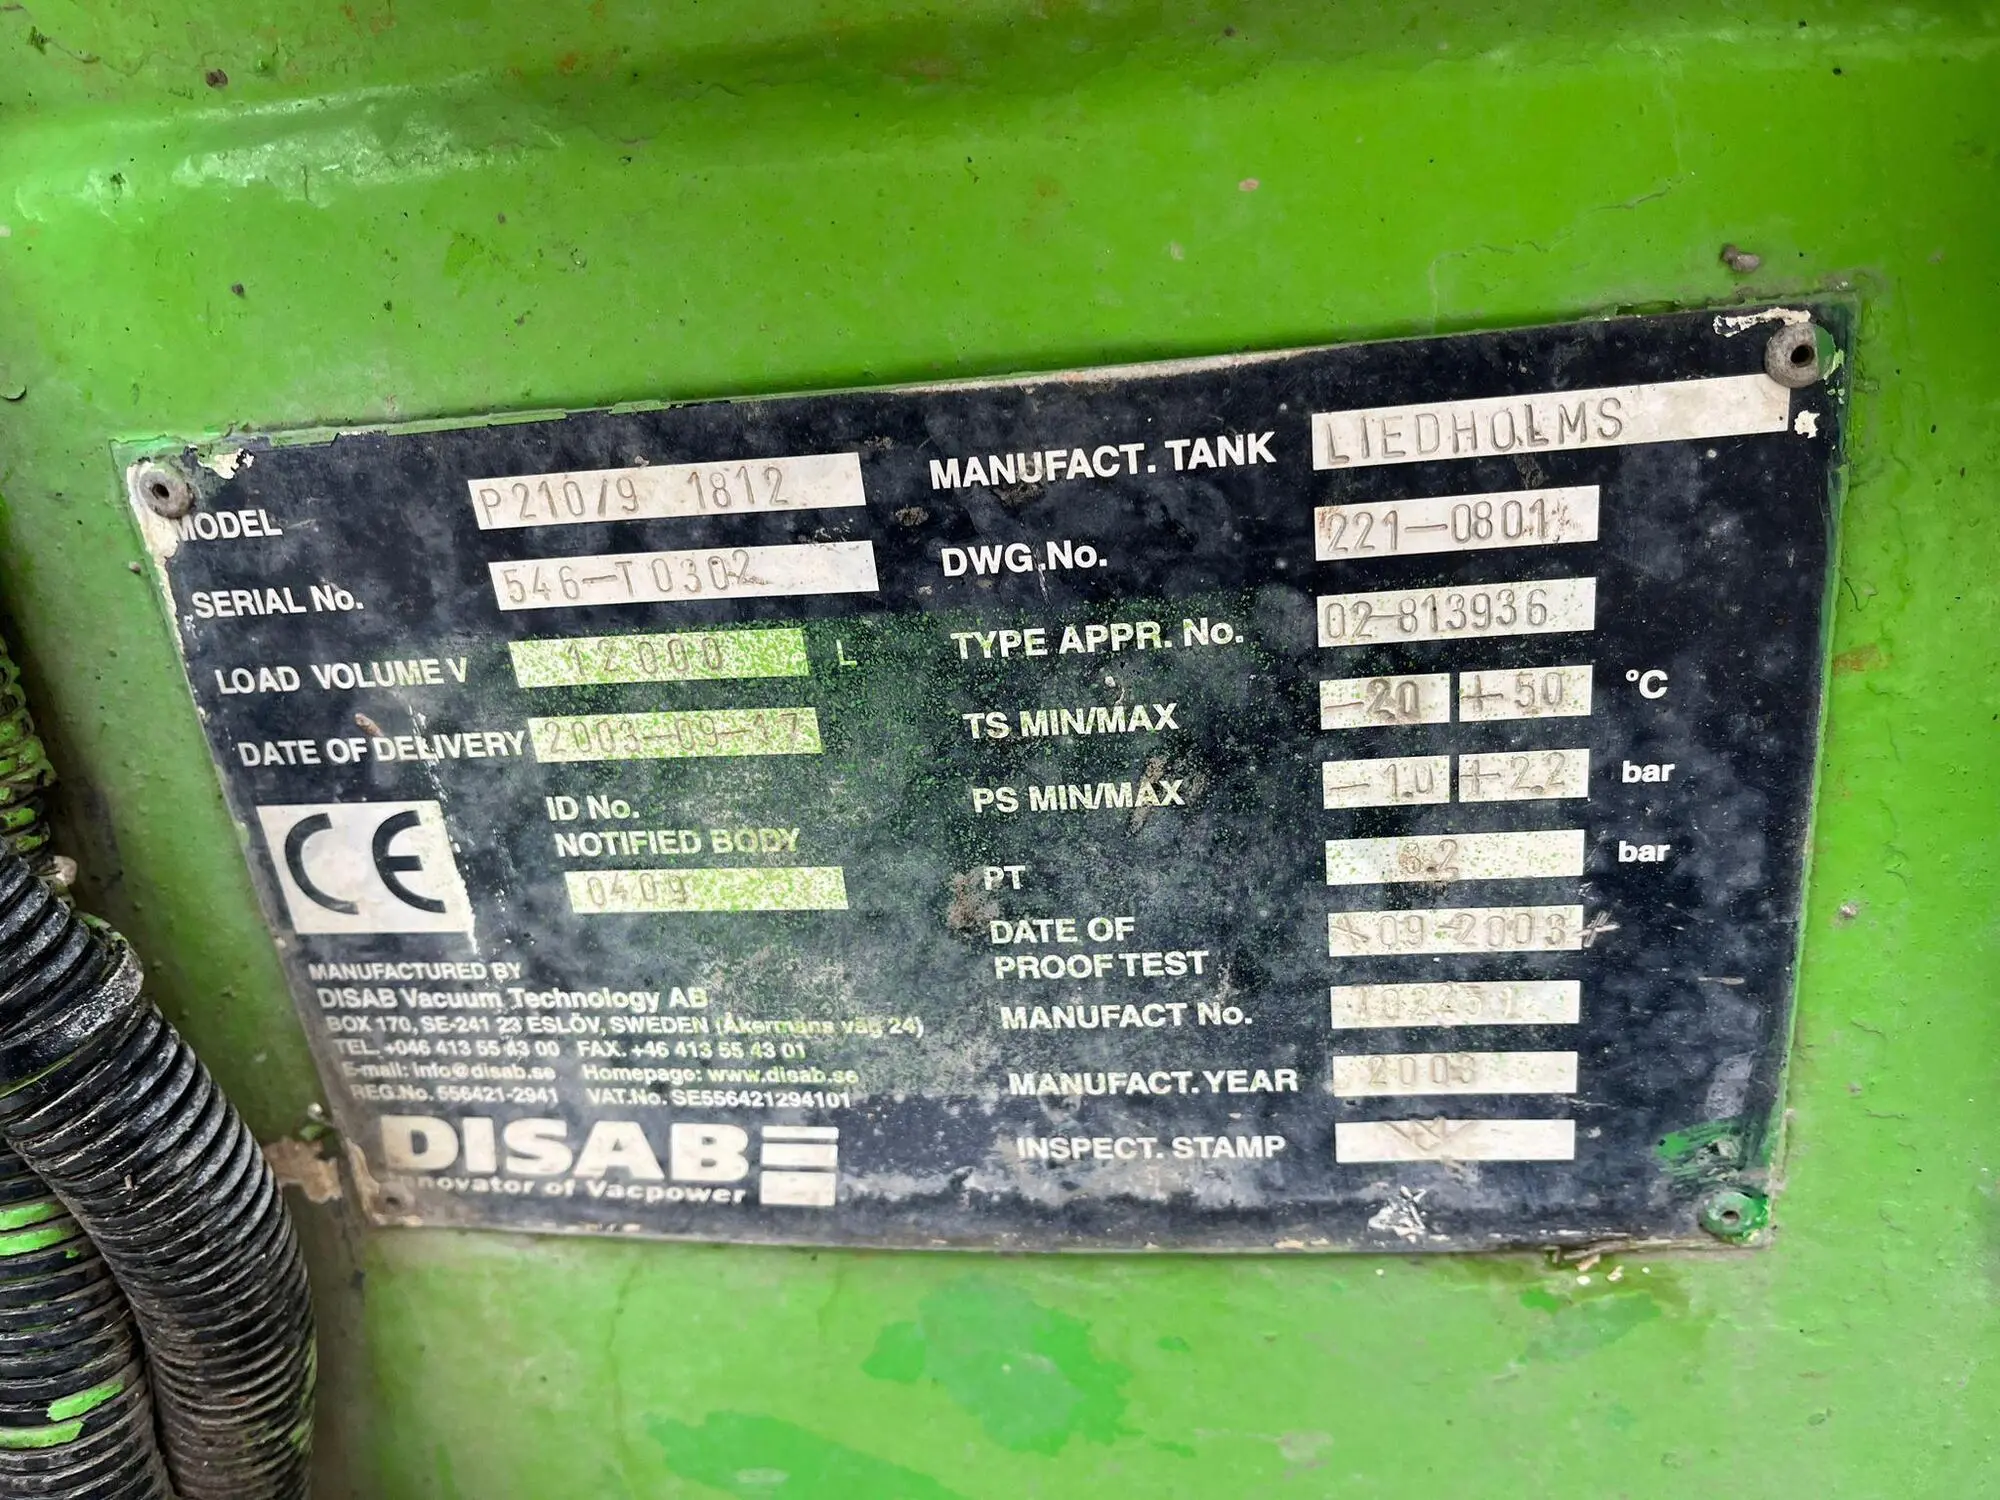 MODEL P210/9 1812
SERIAL No. 546-T0302
LOAD VOLUME V 12000 L
DATE OF DELIVERY 2003-09-17
ID No.
NOTIFIED BODY
0409
MANUFACTURED BY
DISAB Vacuum Technology AB
BOX 170, SE-241 23 ESLÖV, SWEDEN (Åkermans väg 24)
TEL. +046 413 55 43 00 FAX. +46 413 55 43 01
E-mail: info@disab.se Homepage: www.disab.se
REG.No. 556421-2941 VAT.No. SE556421294101
DISAB
Innovator of Vacpower
MANUFACT. TANK LIEDHOLMS
DWG.No. 221-0801
TYPE APPR. No. 02-813936
TS MIN/MAX -20 +50 °C
PS MIN/MAX -1.0 +2.2 bar
PT bar
DATE OF
PROOF TEST 09-2003
MANUFACT No.
MANUFACT. YEAR 2003
INSPECT. STAMP
CE